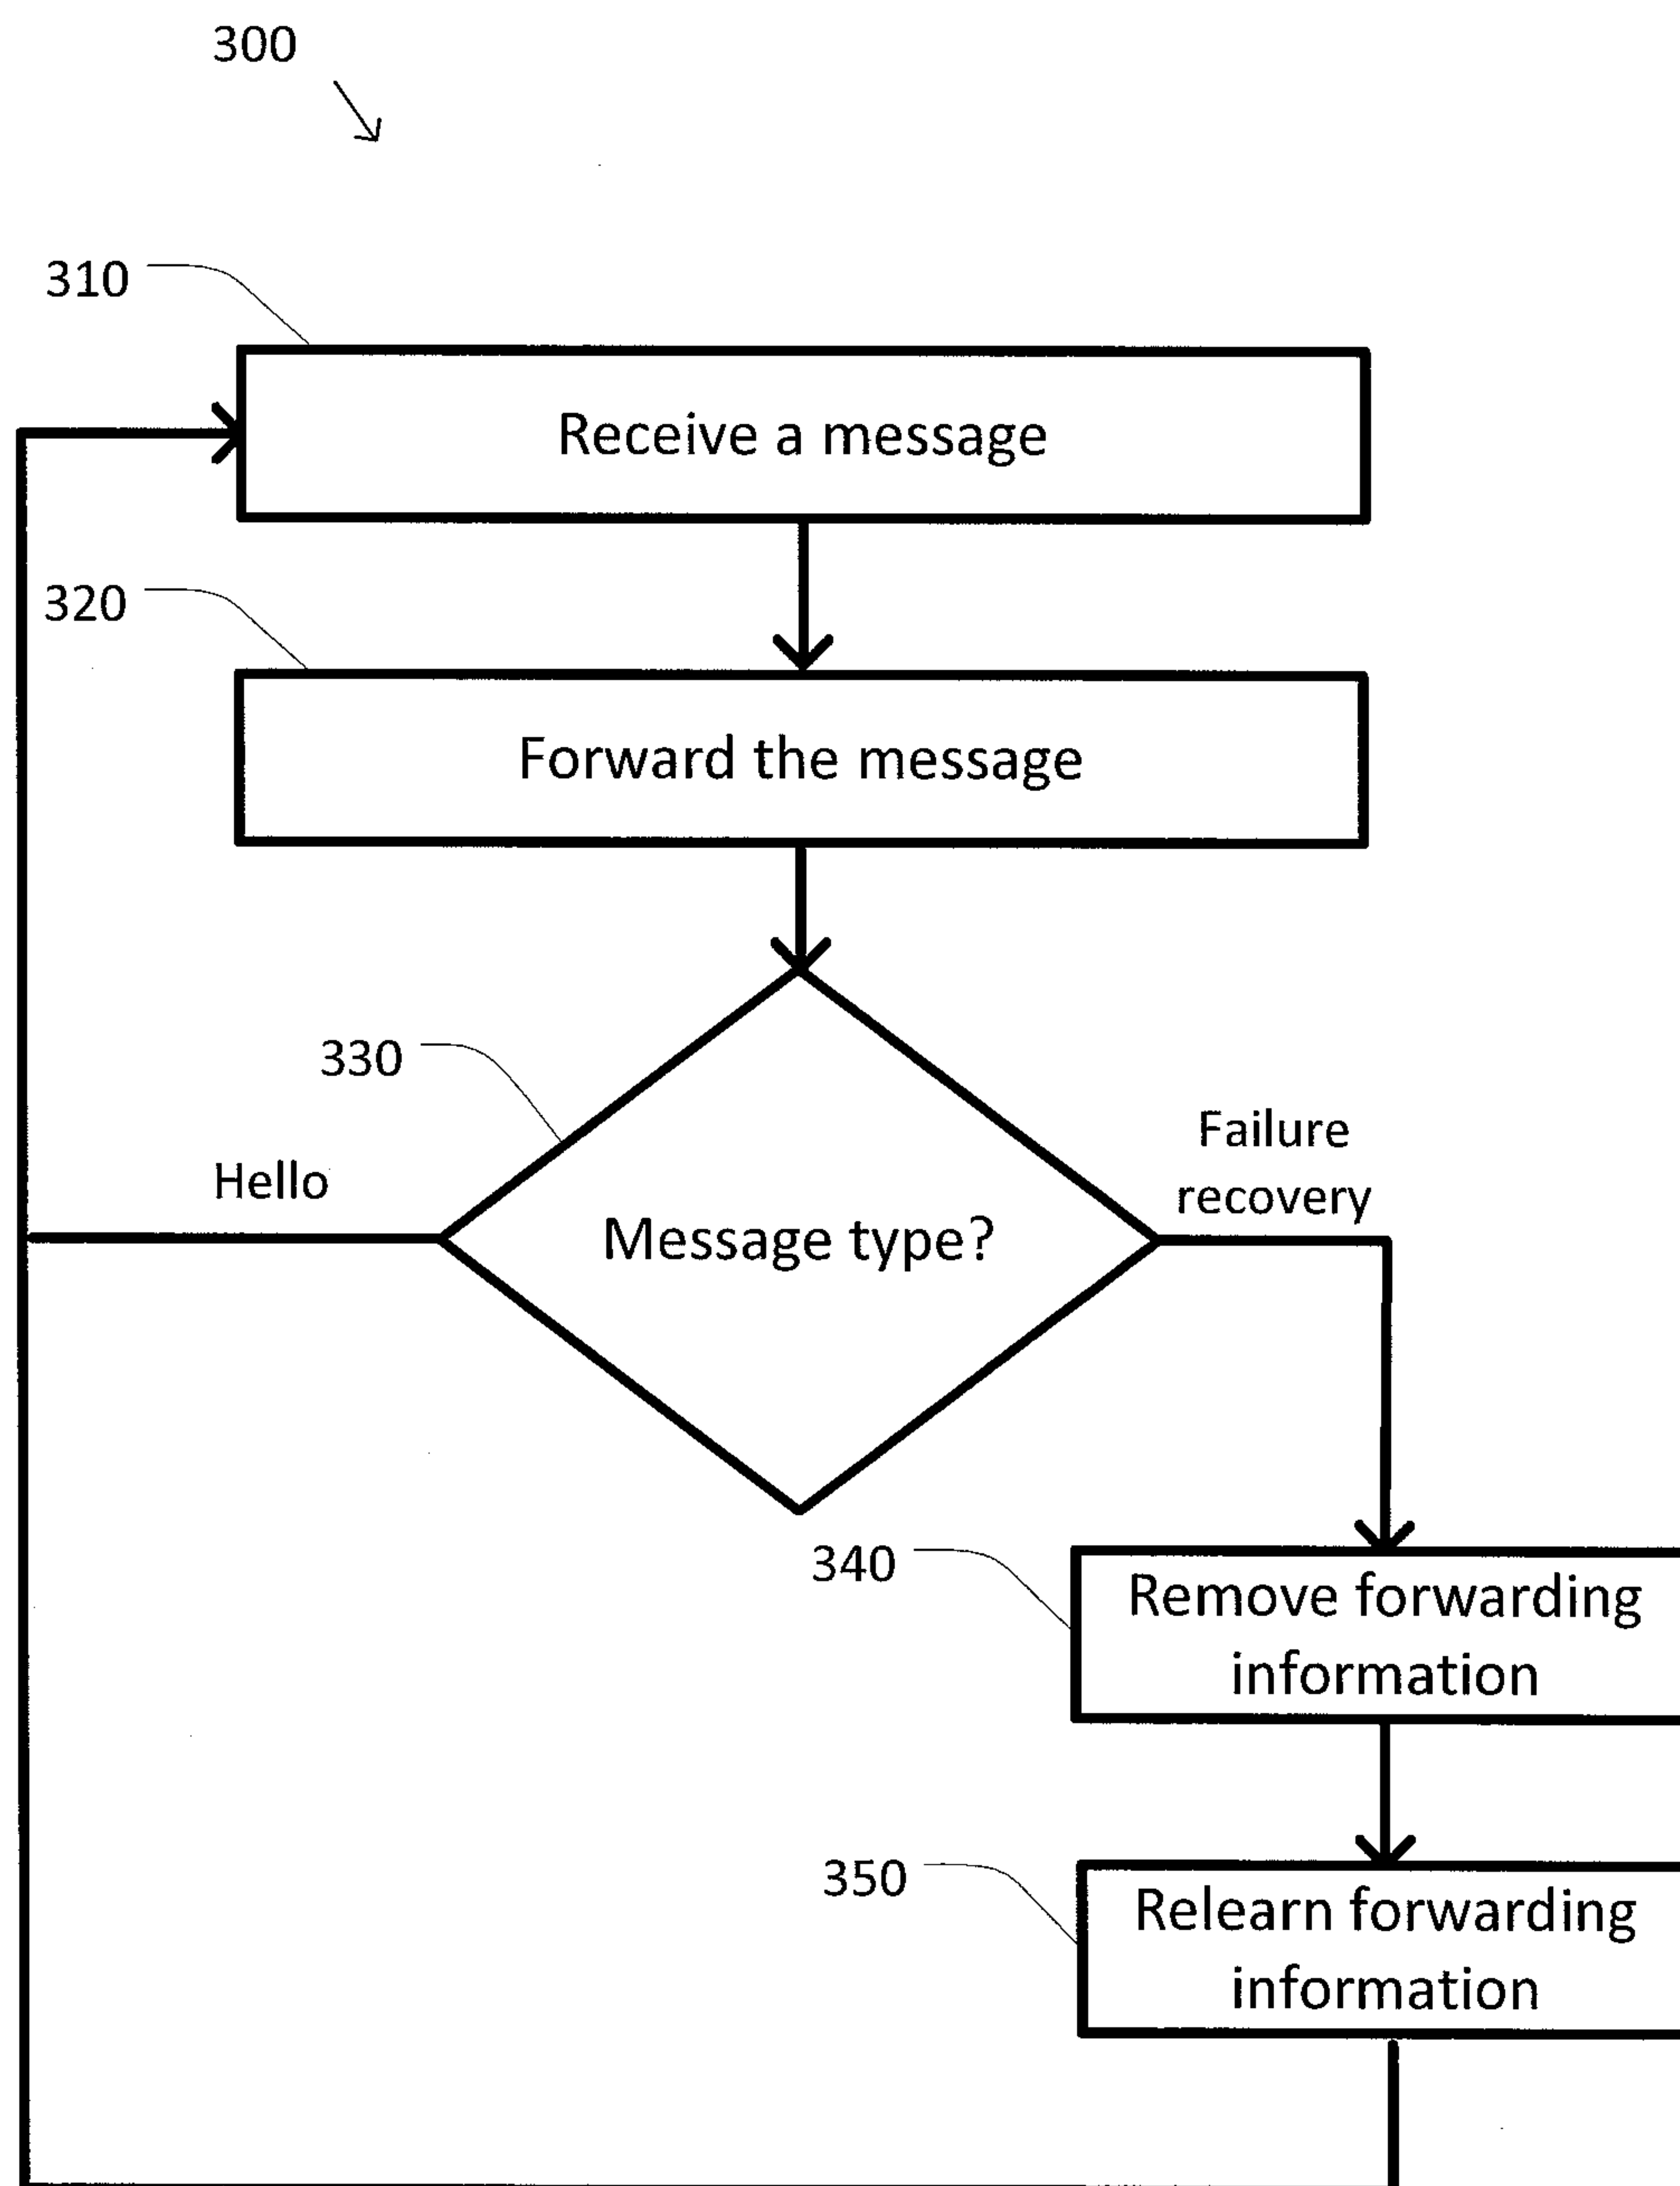 300
310
Receive a message
320
Forward the message
330
Failure
recovery
Hello
Message type?
340
Remove forwarding
information
350
Relearn forwarding
information